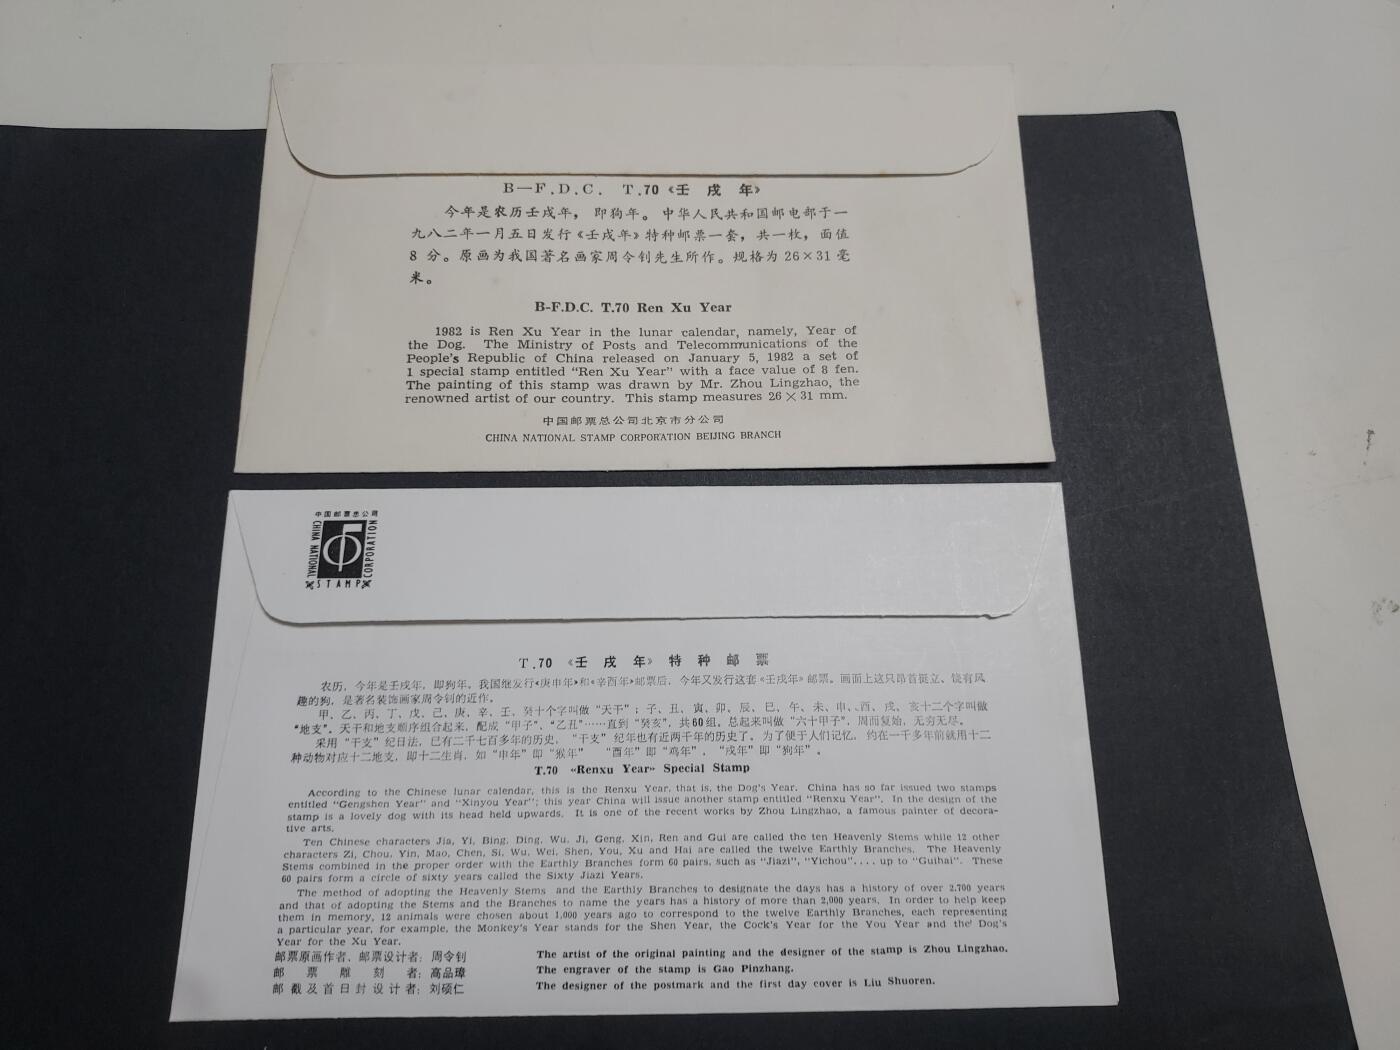 B—F.D.C. T.70《壬 戌 年》
今年是农历壬戌年，即狗年。中华人民共和国邮电部于一
九八二年一月五日发行《壬戌年》特种邮票一套，共一枚，面值
8 分。原画为我国著名画家周令钊先生所作。规格为 26×31 毫
米。
B-F.D.C. T.70 Ren Xu Year
1982 is Ren Xu Year in the lunar calendar, namely, Year of
the Dog. The Ministry of Posts and Telecommunications of the
People's Republic of China released on January 5, 1982 a set of
1 special stamp entitled "Ren Xu Year" with a face value of 8 fen.
The painting of this stamp was drawn by Mr. Zhou Lingzhao, the
renowned artist of our country. This stamp measures 26×31 mm.
中国邮票总公司北京市分公司
CHINA NATIONAL STAMP CORPORATION BEIJING BRANCH
中国邮票总公司
CHINA NATIONAL
STAMP
CORPORATION
T.70 《壬 戌 年》 特 种 邮 票
农历，今年是壬戌年，即狗年。我国继发行《庚申年》和《辛酉年》邮票后，今年又发行这套《壬戌年》邮票。画面上这只昂首挺立、饶有风
趣的狗，是著名装饰画家周令钊的近作。
甲、乙、丙、丁、戊、己、庚、辛、壬、癸十个字叫做“天干”；子、丑、寅、卯、辰、巳、午、未、申、酉、戌、亥十二个字叫做
“地支”。天干和地支顺序组合起来，配成“甲子”、“乙丑”……直到“癸亥”，共60组。总起来叫做“六十甲子”，周而复始，无穷无尽。
采用“干支”纪日法，已有二千七百多年的历史，“干支”纪年也有近两千年的历史了。为了便于人们记忆，约在一千多年前就用十二
种动物对应十二地支，即十二生肖，如“申年”即“猴年”“酉年”即“鸡年”，“戌年”即“狗年”。
T.70 《Renxu Year》 Special Stamp
According to the Chinese lunar calendar, this is the Renxu Year, that is, the Dog's Year. China has so far issued two stamps
entitled "Gengshen Year" and "Xinyou Year"; this year China will issue another stamp entitled "Renxu Year". In the design of the
stamp is a lovely dog with its head held upwards. It is one of the recent works by Zhou Lingzhao, a famous painter of decora-
tive arts.
Ten Chinese characters Jia, Yi, Bing, Ding, Wu, Ji, Geng, Xin, Ren and Gui are called the ten Heavenly Stems while 12 other
characters Zi, Chou, Yin, Mao, Chen, Si, Wu, Wei, Shen, You, Xu and Hai are called the twelve Earthly Branches. The Heavenly
Stems combined in the proper order with the Earthly Branches form 60 pairs, such as "Jiazi", "Yichou".... up to "Guihai". These
60 pairs form a circle of sixty years called the Sixty Jiazi Years.
The method of adopting the Heavenly Stems and the Earthly Branches to designate the days has a history of over 2,700 years
and that of adopting the Stems and the Branches to name the years has a history of more than 2,000 years. In order to help keep
them in memory, 12 animals were chosen about 1,000 years ago to correspond to the twelve Earthly Branches, each representing
a particular year, for example, the Monkey's Year stands for the Shen Year, the Cock's Year for the You Year and the Dog's
Year for the Xu Year.
邮票原画作者、邮票设计者：周令钊
邮 票 雕 刻 者：高品璋
邮戳及首日封设计者：刘硕仁
The artist of the original painting and the designer of the stamp is Zhou Lingzhao.
The engraver of the stamp is Gao Pinzhang.
The designer of the postmark and the first day cover is Liu Shuoren.